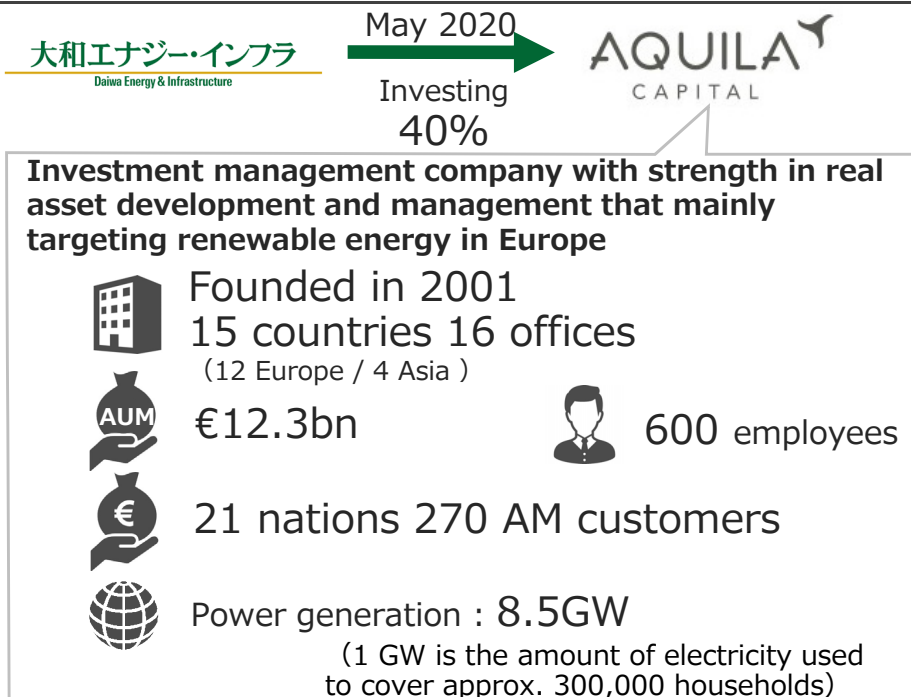 大和エナジー・インフラ
Daiwa Energy & Infrastructure
May 2020
Investing
40%
AQUILA
CAPITAL
Investment management company with strength in real
asset development and management that mainly
targeting renewable energy in Europe
Founded in 2001
15 countries 16 offices
（12 Europe / 4 Asia ）
AUM
€12.3bn
600 employees
€
21 nations 270 AM customers
Power generation : 8.5GW
（1 GW is the amount of electricity used
to cover approx. 300,000 households）